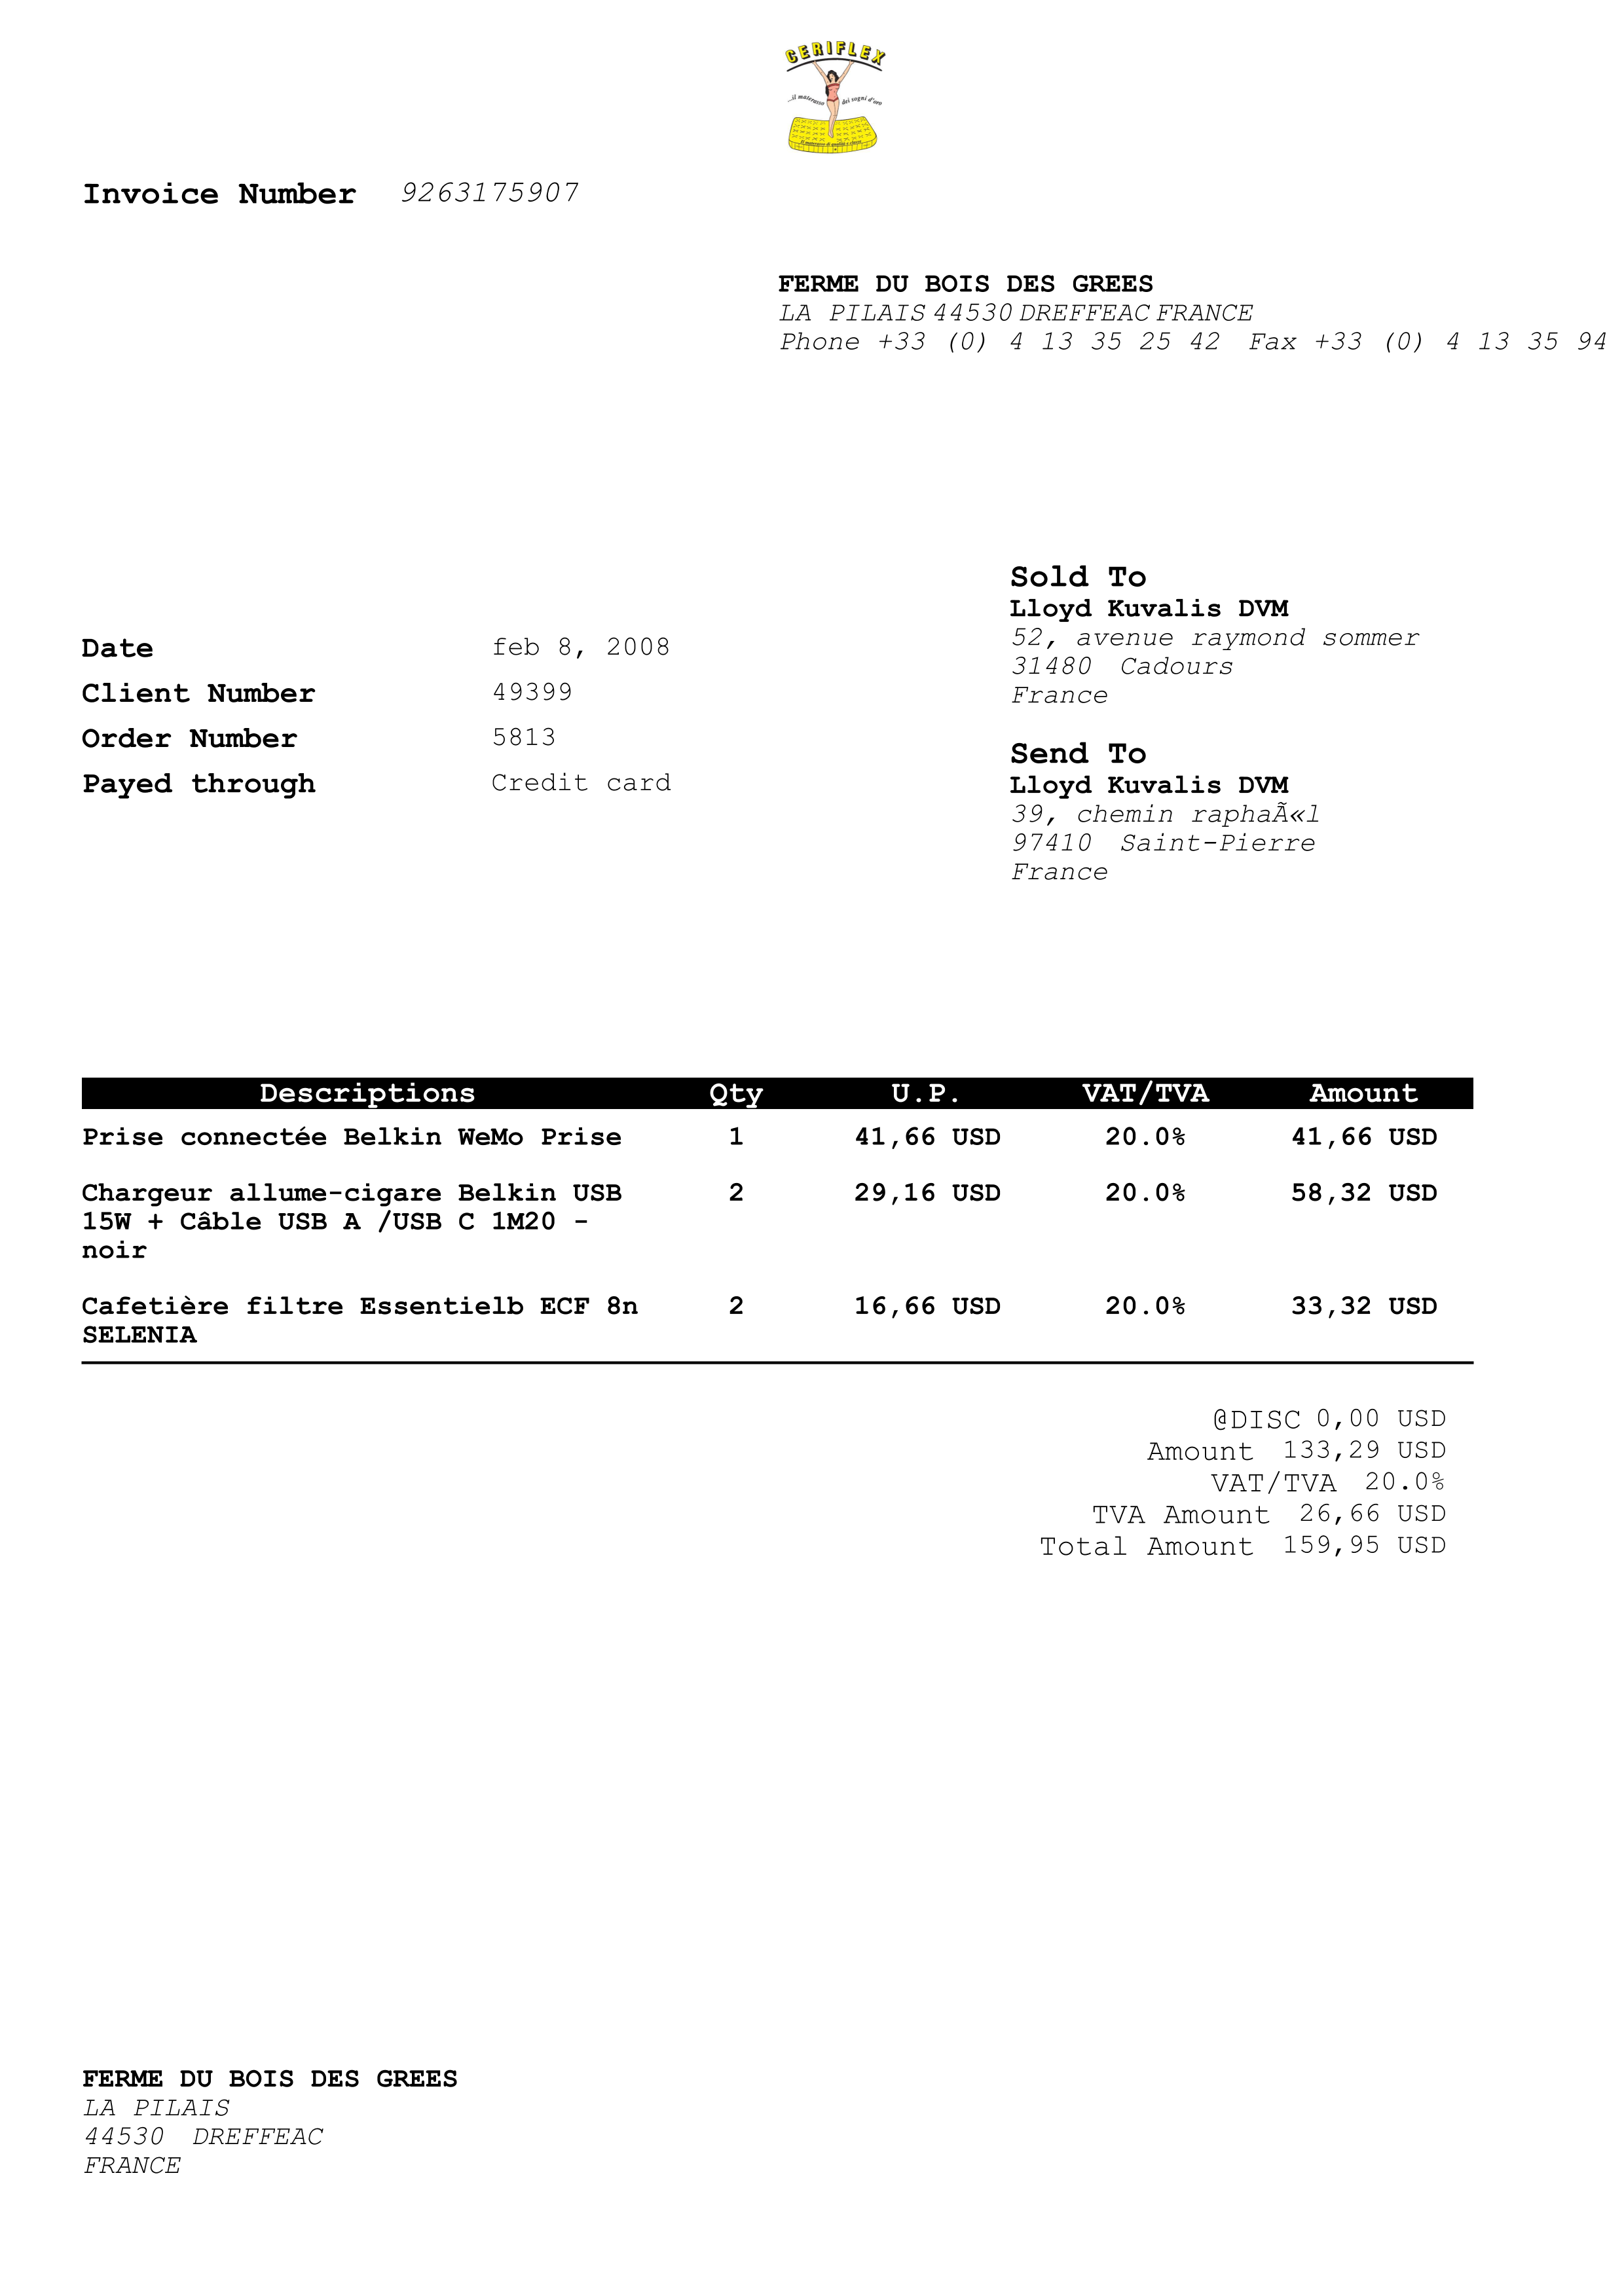 CERIFLEX
...il materasso dei sogni d'oro
Invoice Number 9263175907
FERME DU BOIS DES GREES
LA PILAIS 44530 DREFFEAC FRANCE
Phone +33 (0) 4 13 35 25 42 Fax +33 (0) 4 13 35 94
Sold To
Lloyd Kuvalis DVM
52, avenue raymond sommer
31480 Cadours
France
Date feb 8, 2008
Client Number 49399
Order Number 5813
Payed through Credit card
Send To
Lloyd Kuvalis DVM
39, chemin raphaÃ«l
97410 Saint-Pierre
France
Descriptions Qty U.P. VAT/TVA Amount
Prise connectée Belkin WeMo Prise 1 41,66 USD 20.0% 41,66 USD
Chargeur allume-cigare Belkin USB 2 29,16 USD 20.0% 58,32 USD
15W + Câble USB A /USB C 1M20 -
noir
Cafetière filtre Essentielb ECF 8n 2 16,66 USD 20.0% 33,32 USD
SELENIA
@DISC 0,00 USD
Amount 133,29 USD
VAT/TVA 20.0%
TVA Amount 26,66 USD
Total Amount 159,95 USD
FERME DU BOIS DES GREES
LA PILAIS
44530 DREFFEAC
FRANCE